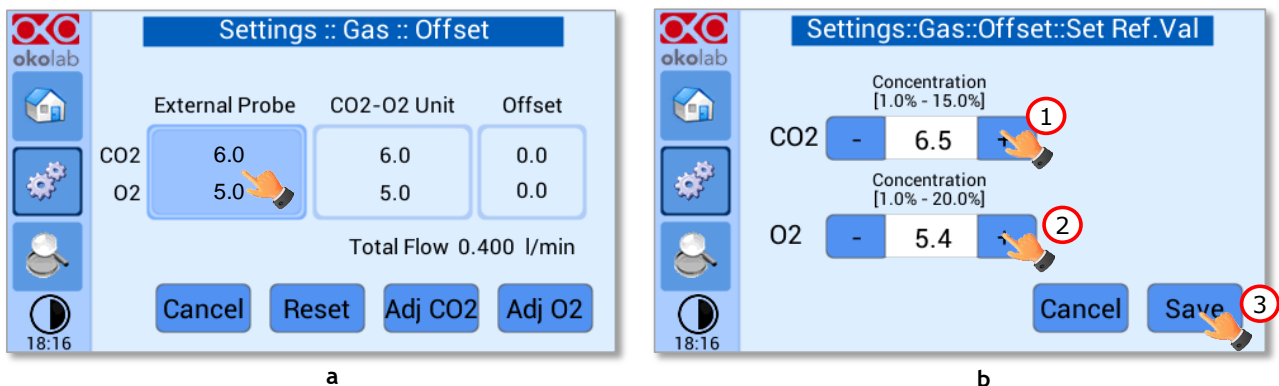 okolab
Settings :: Gas :: Offset
External Probe CO2-O2 Unit Offset
CO2 6.0 6.0 0.0
O2 5.0 5.0 0.0
Total Flow 0.400 l/min
Cancel Reset Adj CO2 Adj O2
18:16
a
okolab
Settings::Gas::Offset::Set Ref.Val
Concentration
[1.0% - 15.0%]
1
CO2 - 6.5 +
Concentration
[1.0% - 20.0%]
2
O2 - 5.4 +
Cancel Save 3
18:16
b